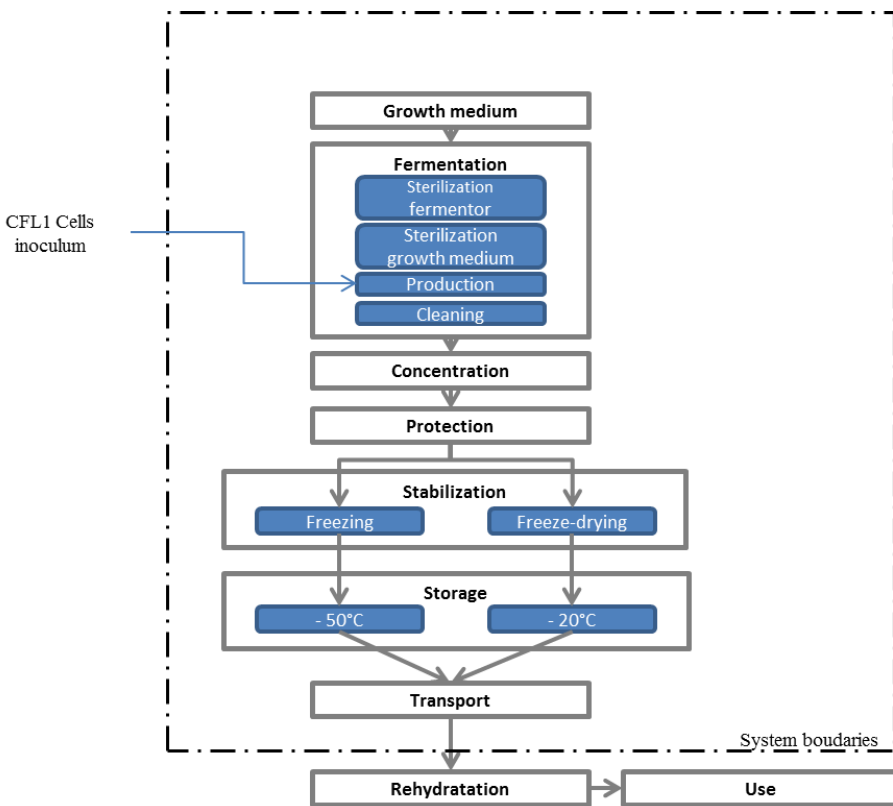 Growth medium
Fermentation
Sterilization
fermentor
Sterilization
growth medium
CFL1 Cells
inoculum
Production
Cleaning
Concentration
Protection
Stabilization
Freezing
Freeze-drying
Storage
- 50°C
- 20°C
Transport
System boudaries
Rehydratation
Use